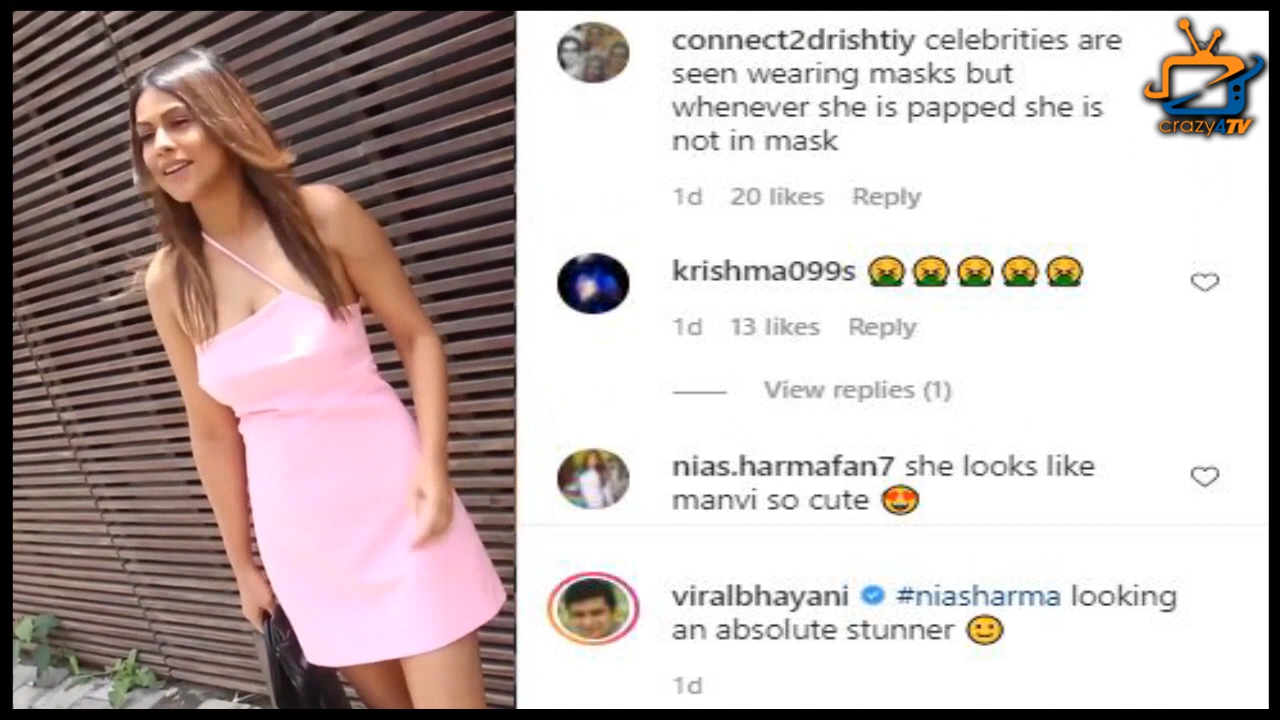 connect2drishtiy celebrities are
seen wearing masks but
whenever she is papped she is
not in mask
1d 20 likes Reply
krishma099s 🤮🤮🤮🤮🤮
1d 13 likes Reply
View replies (1)
nias.harmafan7 she looks like
manvi so cute 😍
viralbhayani #niasharma looking
an absolute stunner 🙂
1d
crazy4TV